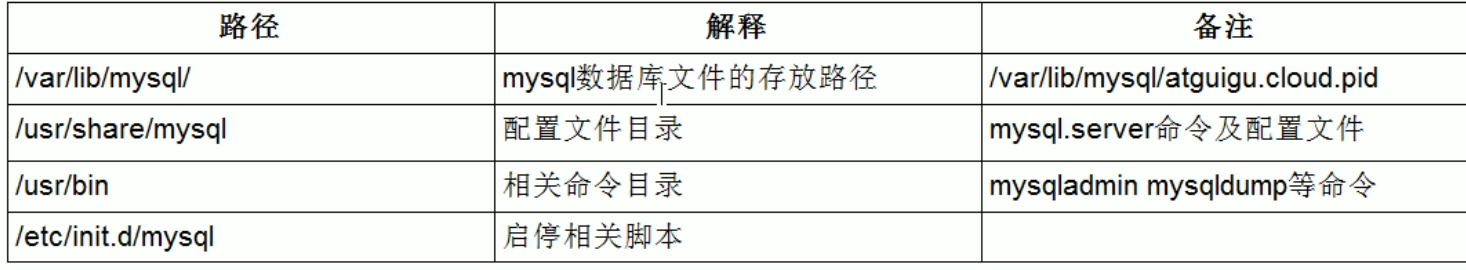 路径 解释 备注
/var/lib/mysql/ mysql数据库文件的存放路径 /var/lib/mysql/atguigu.cloud.pid
/usr/share/mysql 配置文件目录 mysql.server命令及配置文件
/usr/bin 相关命令目录 mysqladmin mysqldump等命令
/etc/init.d/mysql 启停相关脚本